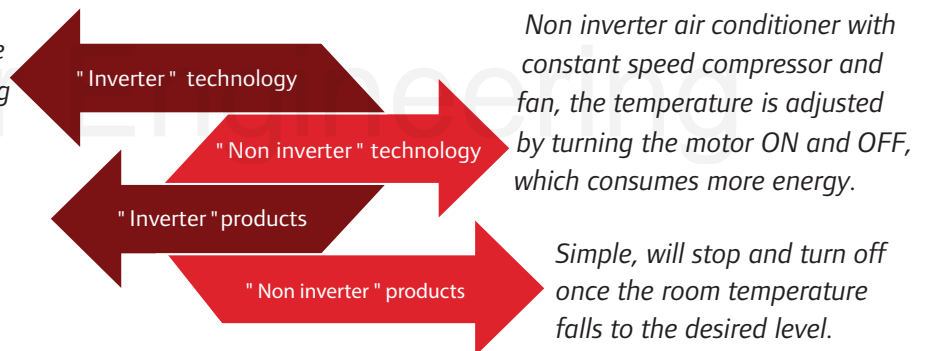 e
g
" Inverter " technology
" Non inverter " technology
" Inverter "products
" Non inverter " products
Non inverter air conditioner with
constant speed compressor and
fan, the temperature is adjusted
by turning the motor ON and OFF,
which consumes more energy.
Simple, will stop and turn off
once the room temperature
falls to the desired level.
r Engineering